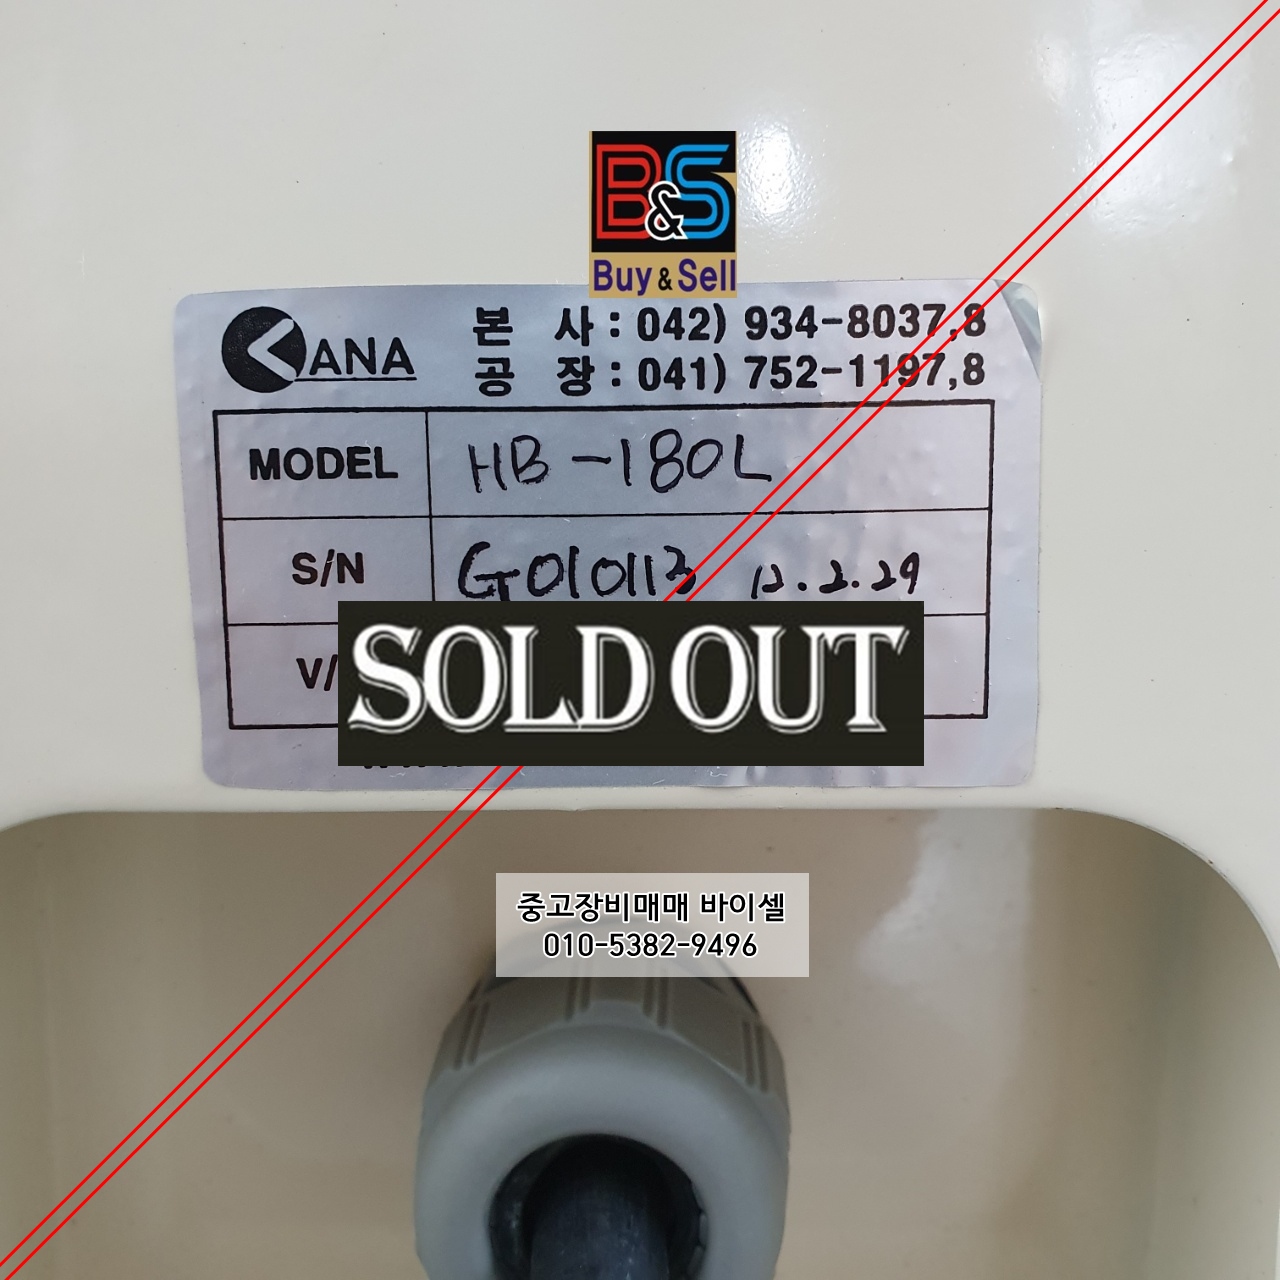 B&S
Buy & Sell
KANA
본 사 : 042) 934-8037,8
공 장 : 041) 752-1197,8
MODEL HB-180L
S/N G010113 12.2.29
V/
SOLD OUT
중고장비매매 바이셀
010-5382-9496